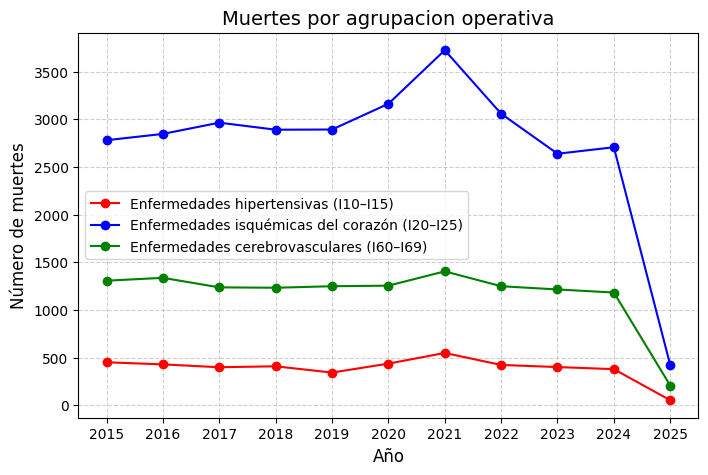 Muertes por agrupacion operativa
Número de muertes
3500
3000
2500
2000
1500
1000
500
0
Enfermedades hipertensivas (I10–I15)
Enfermedades isquémicas del corazón (I20–I25)
Enfermedades cerebrovasculares (I60–I69)
2015 2016 2017 2018 2019 2020 2021 2022 2023 2024 2025
Año